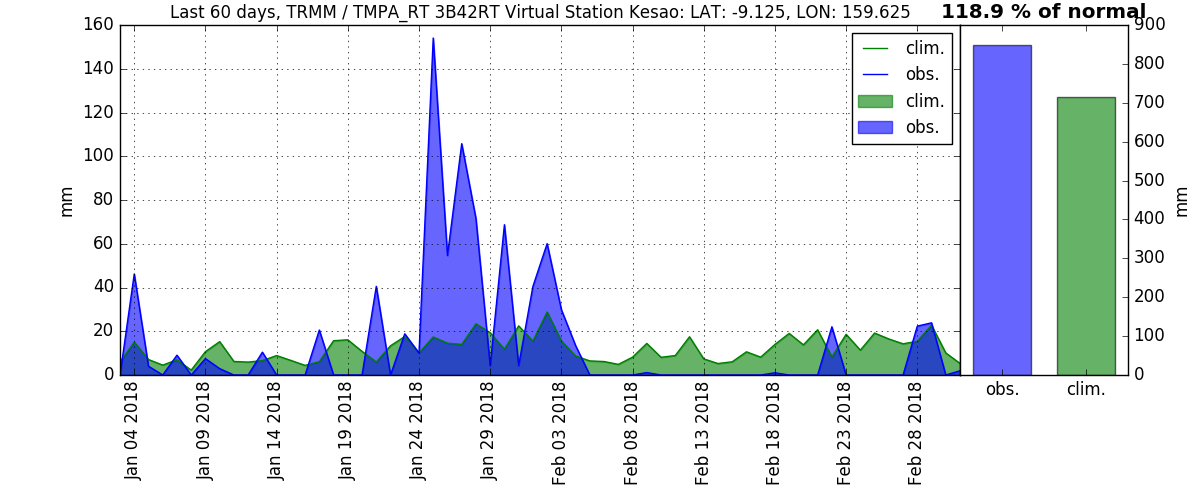 Last 60 days, TRMM / TMPA_RT 3B42RT Virtual Station Kesao: LAT: -9.125, LON: 159.625
118.9 % of normal
160
140
120
100
80
60
40
20
0
mm
clim.
obs.
clim.
obs.
Jan 04 2018
Jan 09 2018
Jan 14 2018
Jan 19 2018
Jan 24 2018
Jan 29 2018
Feb 03 2018
Feb 08 2018
Feb 13 2018
Feb 18 2018
Feb 23 2018
Feb 28 2018
900
800
700
600
500
400
300
200
100
0
mm
obs.
clim.